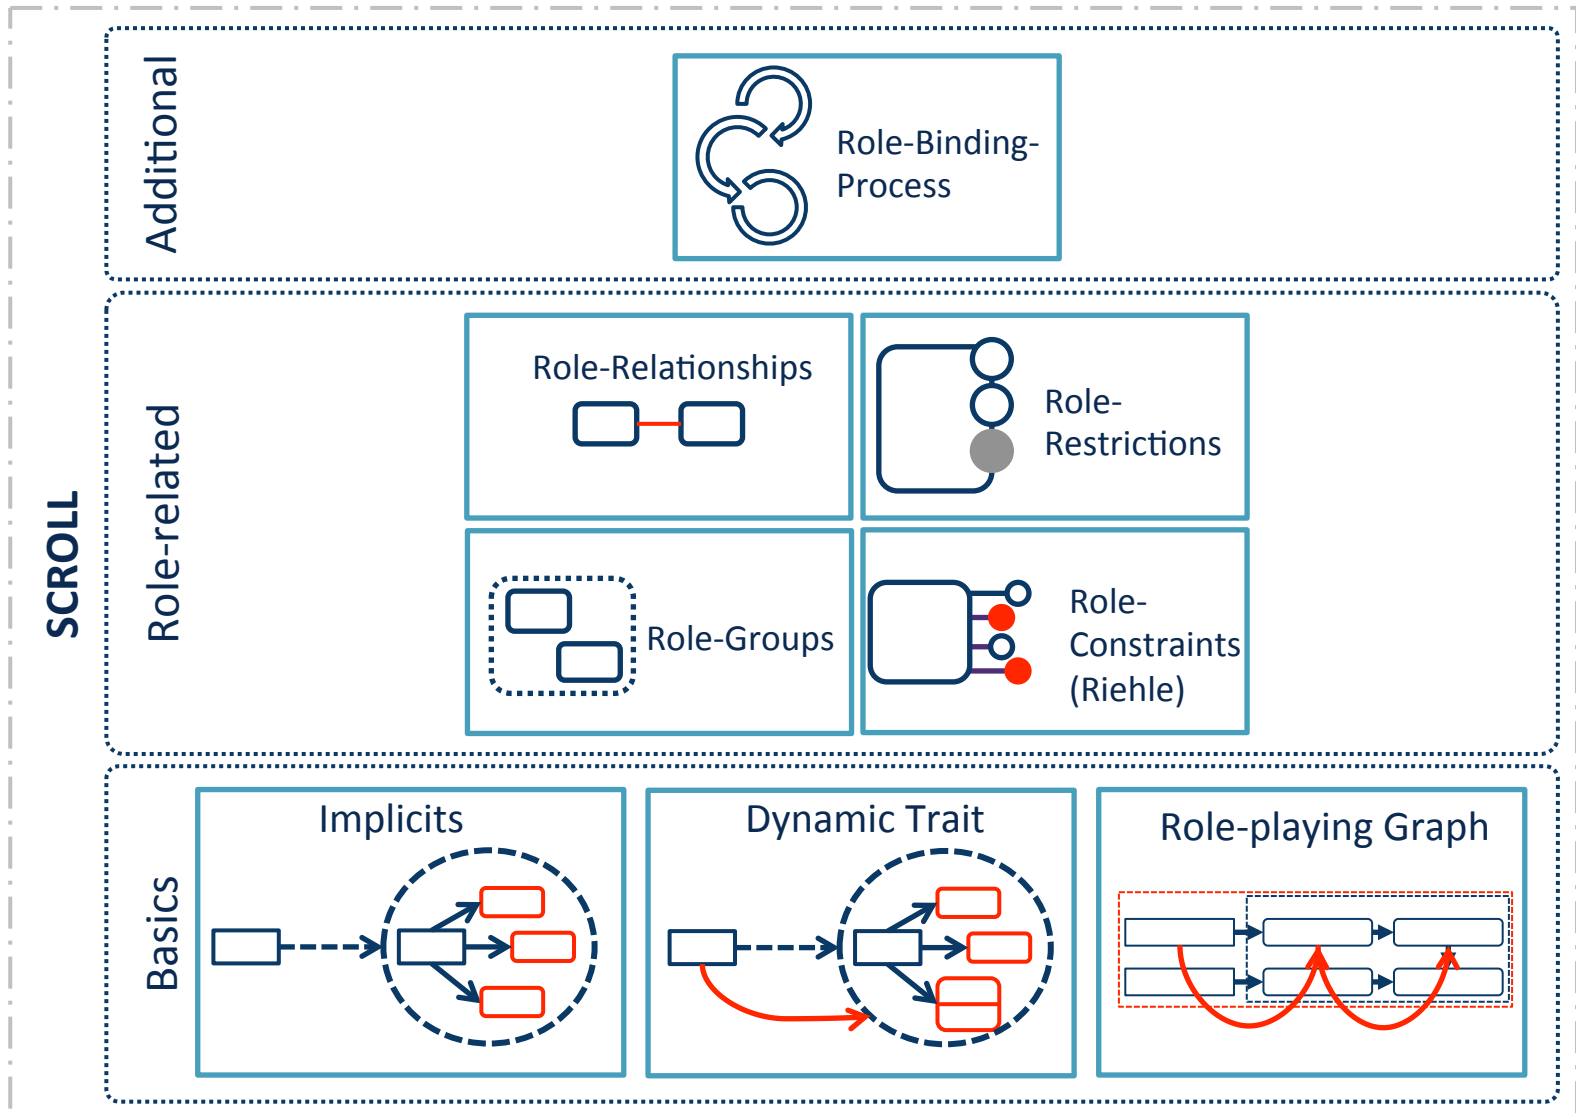 SCROLL
Additional
Role-Binding-
Process
Role-related
Role-Relationships
Role-
Restrictions
Role-Groups
Role-
Constraints
(Riehle)
Basics
Implicits
Dynamic Trait
Role-playing Graph